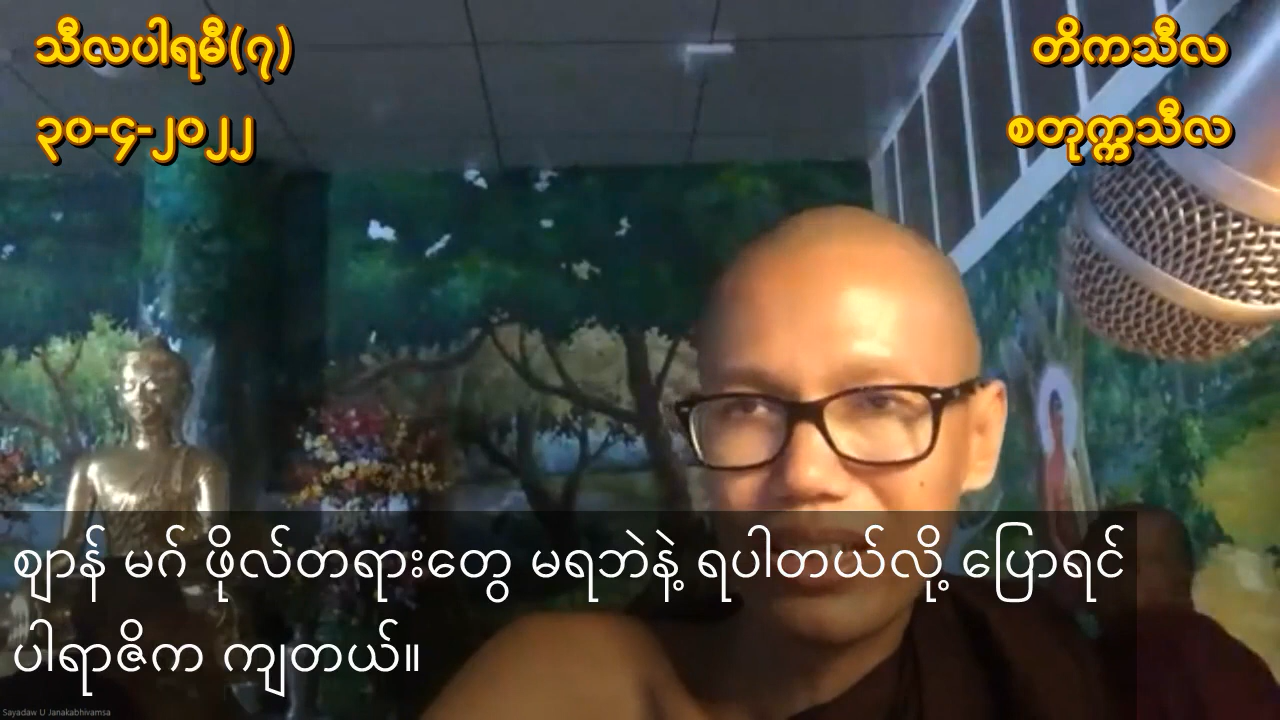 သီလပါရမီ(၇)
တိကသီလ
၃၀-၄-၂၀၂၂
စတုက္ကသီလ
ဈာန် မဂ် ဖိုလ်တရားတွေ မရဘဲနဲ့ ရပါတယ်လို့ ပြောရင်
ပါရာဇိက ကျတယ်။
Sayadaw U Janakabhivamsa